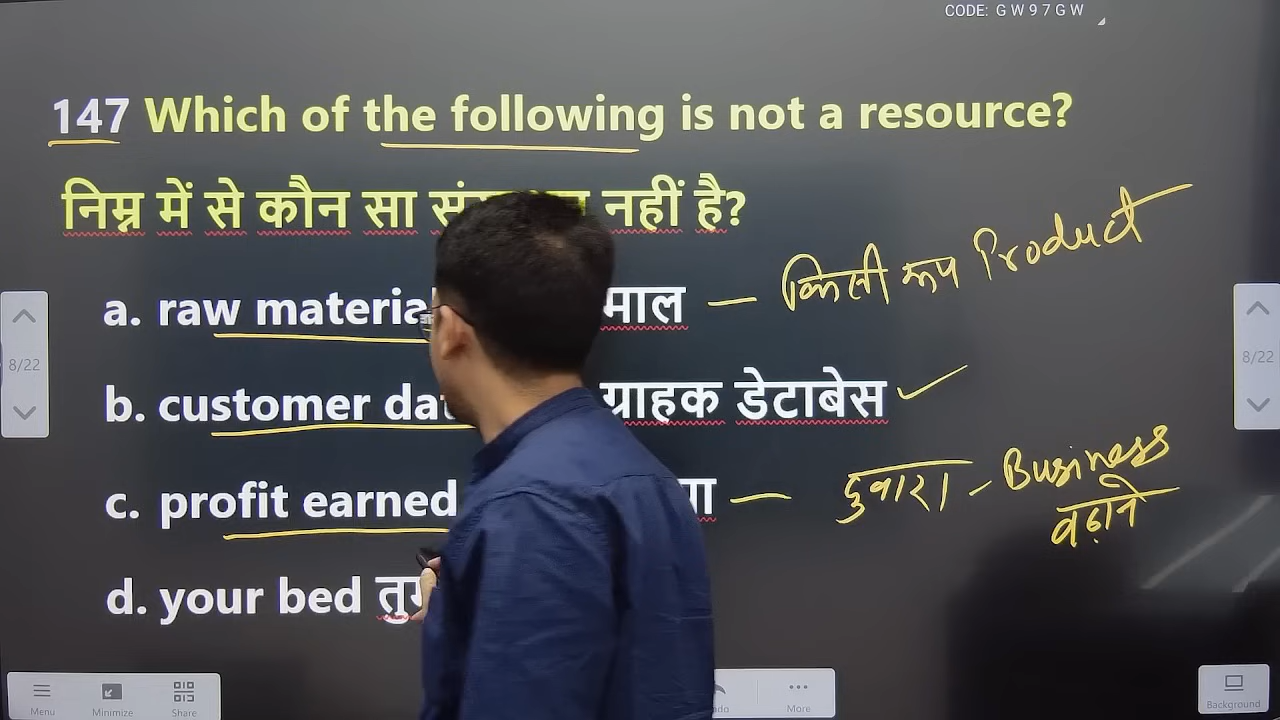 CODE: G W 9 7 G W
147 Which of the following is not a resource?
निम्न में से कौन सा नहीं है?
a. raw materia माल — किसी रूप Product
b. customer dat ग्राहक डेटाबेस
c. profit earned — दुवारा - Business
बढ़ाने
d. your bed
8/22
8/22
Menu
Minimize
Share
More
Background